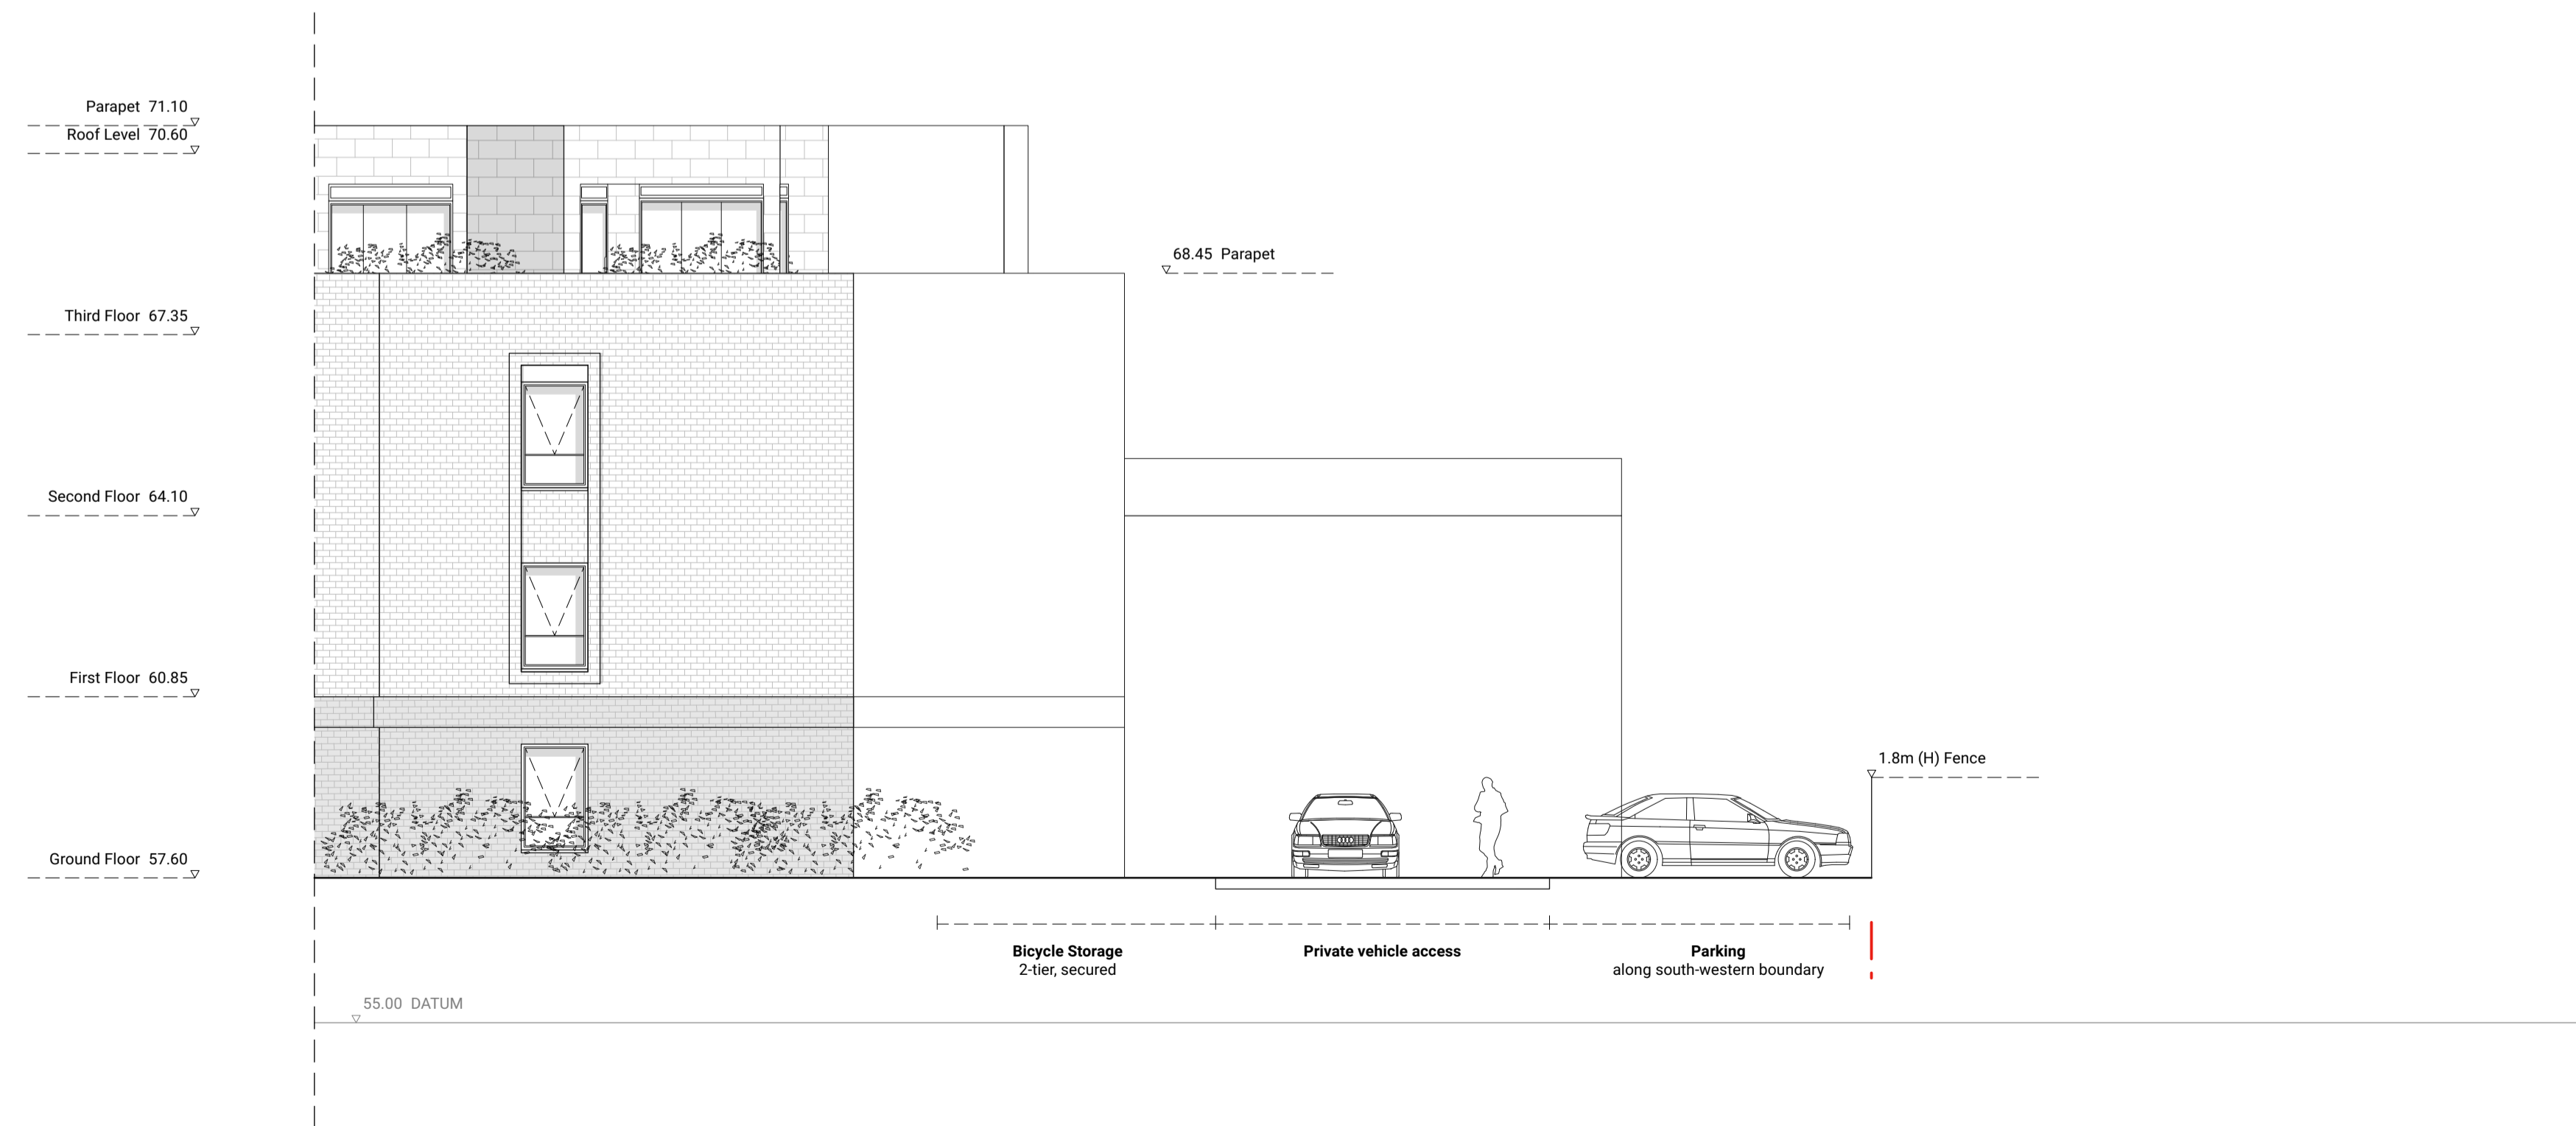 Parapet 71.10
Roof Level 70.60
68.45 Parapet
Third Floor 67.35
Second Floor 64.10
First Floor 60.85
1.8m (H) Fence
Ground Floor 57.60
Bicycle Storage
2-tier, secured
Private vehicle access
Parking
along south-western boundary
55.00 DATUM